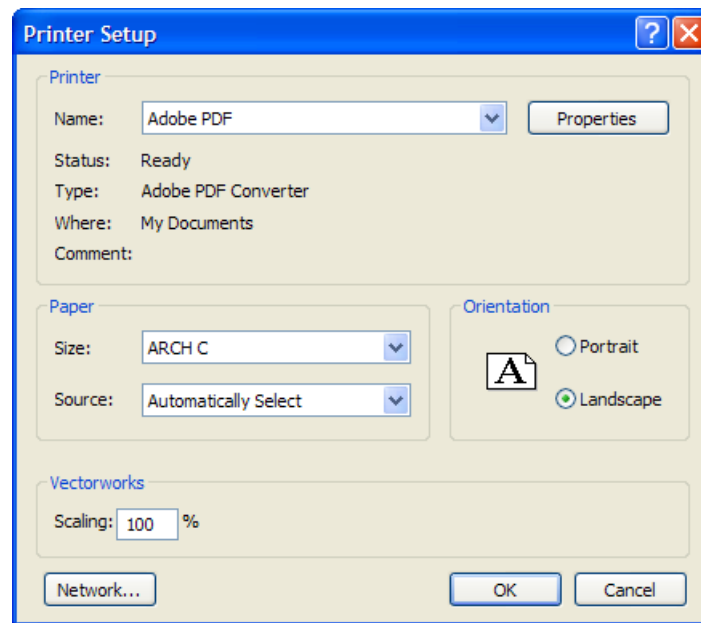 Printer Setup
Printer
Name: Adobe PDF Properties
Status: Ready
Type: Adobe PDF Converter
Where: My Documents
Comment:
Paper
Size: ARCH C
Source: Automatically Select
Orientation
A
Portrait
Landscape
Vectorworks
Scaling: 100 %
Network... OK Cancel